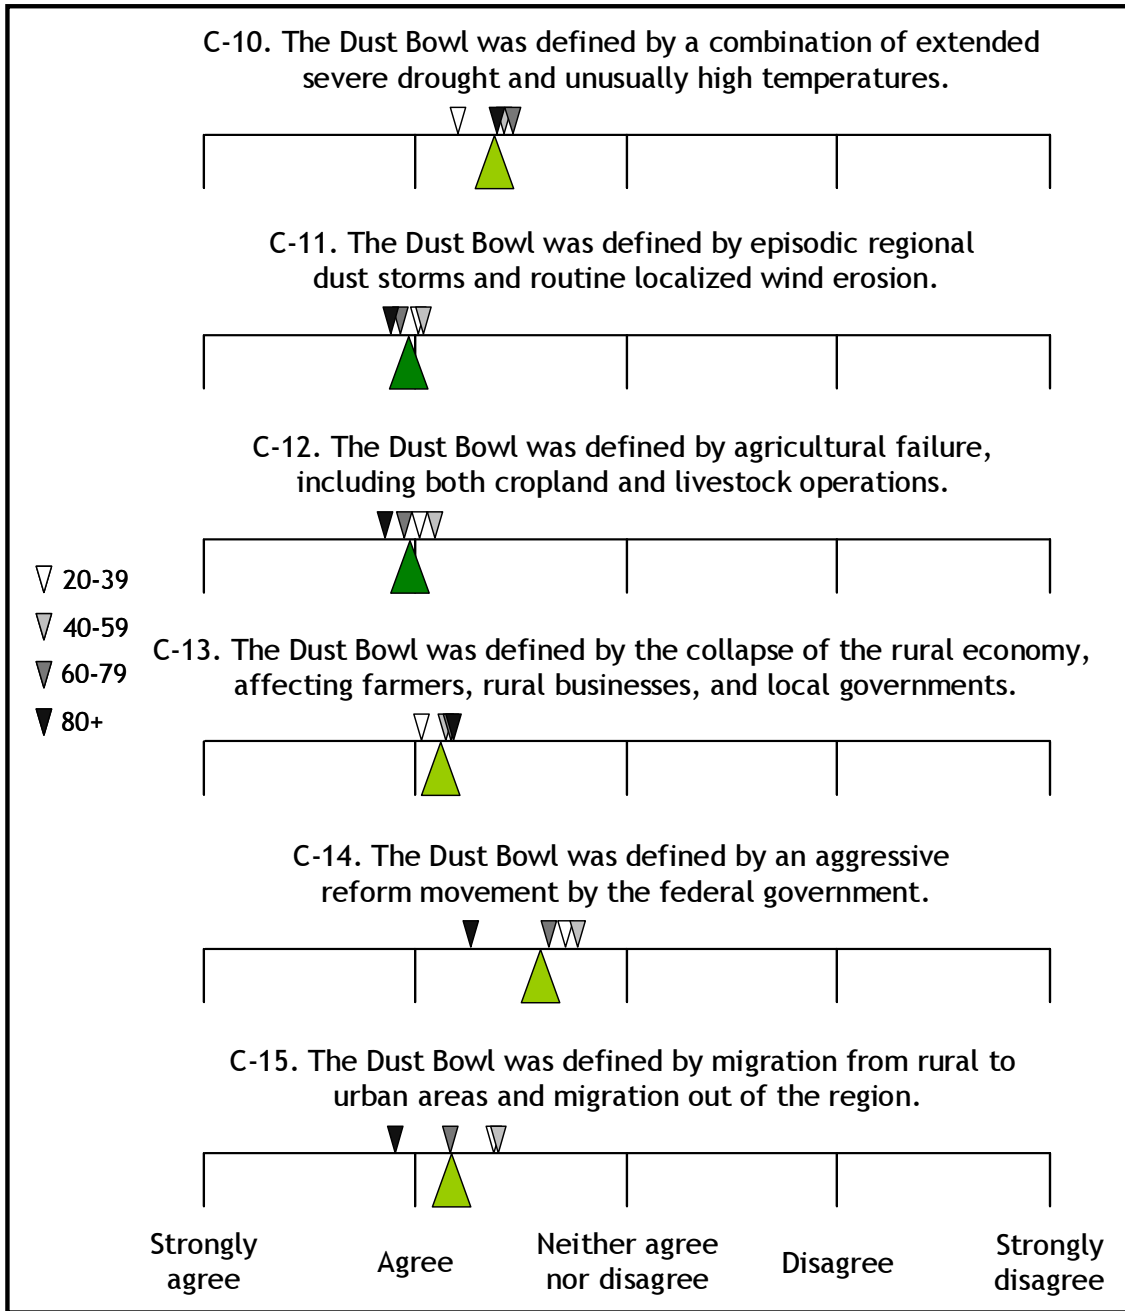 C-10. The Dust Bowl was defined by a combination of extended
severe drought and unusually high temperatures.
C-11. The Dust Bowl was defined by episodic regional
dust storms and routine localized wind erosion.
C-12. The Dust Bowl was defined by agricultural failure,
including both cropland and livestock operations.
20-39
40-59
60-79
80+
C-13. The Dust Bowl was defined by the collapse of the rural economy,
affecting farmers, rural businesses, and local governments.
C-14. The Dust Bowl was defined by an aggressive
reform movement by the federal government.
C-15. The Dust Bowl was defined by migration from rural to
urban areas and migration out of the region.
Strongly
agree
Agree
Neither agree
nor disagree
Disagree
Strongly
disagree